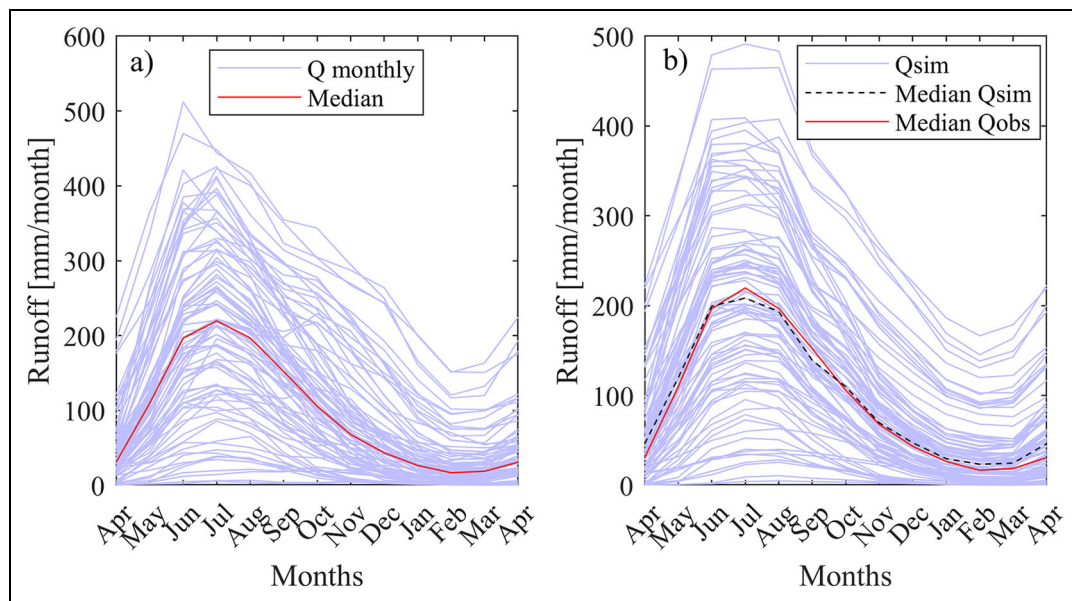 a)
Q monthly
Median
600
500
400
300
200
100
0
Runoff [mm/month]
Apr
May
Jun
Jul
Aug
Sep
Oct
Nov
Dec
Jan
Feb
Mar
Apr
Months
b)
Qsim
Median Qsim
Median Qobs
500
400
300
200
100
0
Runoff [mm/month]
Apr
May
Jun
Jul
Aug
Sep
Oct
Nov
Dec
Jan
Feb
Mar
Apr
Months